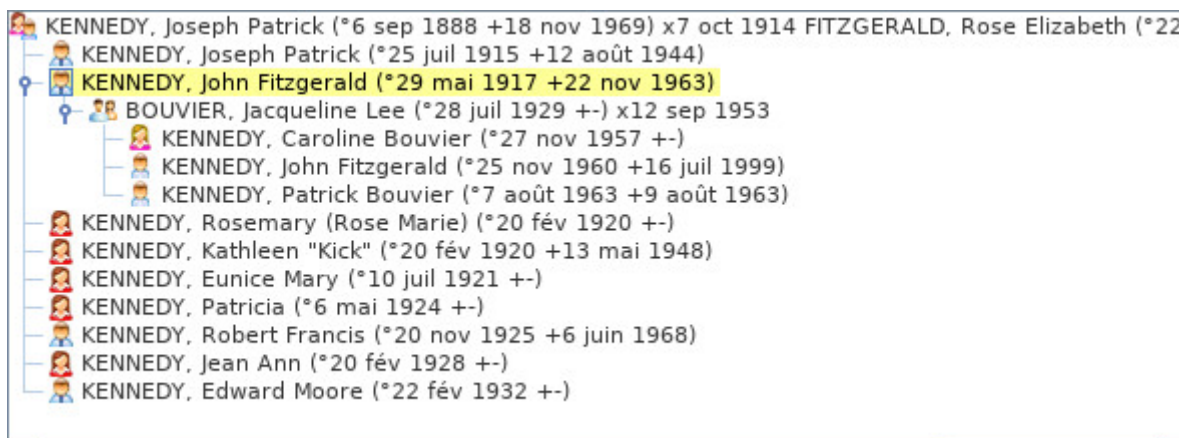 KENNEDY, Joseph Patrick (°6 sep 1888 +18 nov 1969) x7 oct 1914 FITZGERALD, Rose Elizabeth (°22
KENNEDY, Joseph Patrick (°25 juil 1915 +12 août 1944)
KENNEDY, John Fitzgerald (°29 mai 1917 +22 nov 1963)
BOUVIER, Jacqueline Lee (°28 juil 1929 +-) x12 sep 1953
KENNEDY, Caroline Bouvier (°27 nov 1957 +-)
KENNEDY, John Fitzgerald (°25 nov 1960 +16 juil 1999)
KENNEDY, Patrick Bouvier (°7 août 1963 +9 août 1963)
KENNEDY, Rosemary (Rose Marie) (°20 fév 1920 +-)
KENNEDY, Kathleen "Kick" (°20 fév 1920 +13 mai 1948)
KENNEDY, Eunice Mary (°10 juil 1921 +-)
KENNEDY, Patricia (°6 mai 1924 +-)
KENNEDY, Robert Francis (°20 nov 1925 +6 juin 1968)
KENNEDY, Jean Ann (°20 fév 1928 +-)
KENNEDY, Edward Moore (°22 fév 1932 +-)